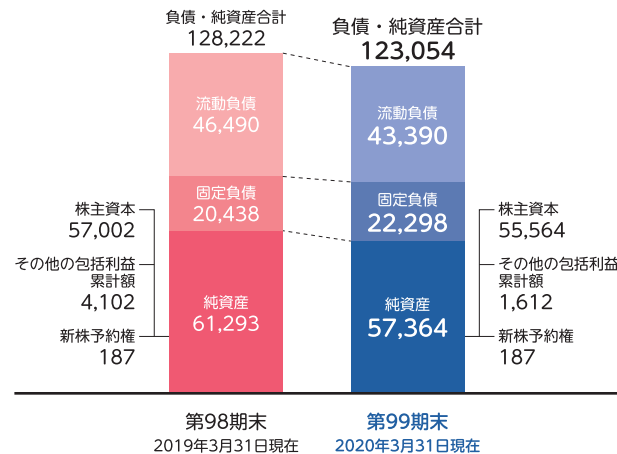 負債・純資産合計
128,222
流動負債
46,490
固定負債
20,438
純資産
61,293
株主資本
57,002
その他の包括利益
累計額
4,102
新株予約権
187
第98期末
2019年3月31日現在
負債・純資産合計
123,054
流動負債
43,390
固定負債
22,298
純資産
57,364
株主資本
55,564
その他の包括利益
累計額
1,612
新株予約権
187
第99期末
2020年3月31日現在